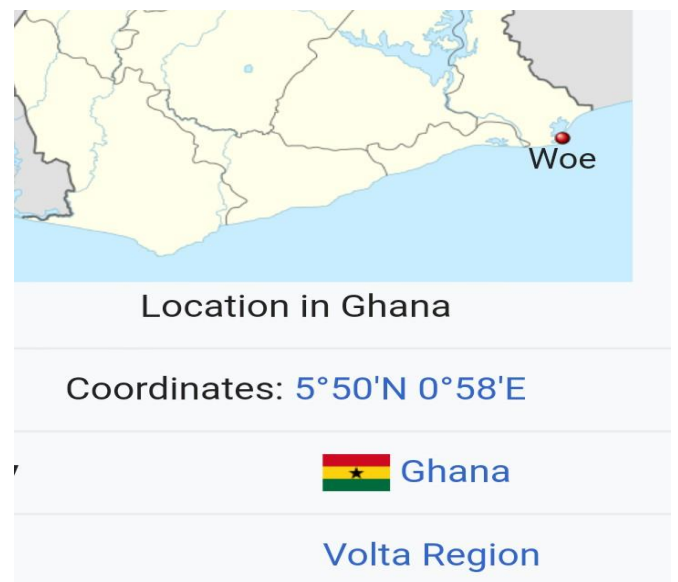 Woe
Location in Ghana
Coordinates: 5°50'N 0°58'E
Ghana
Volta Region